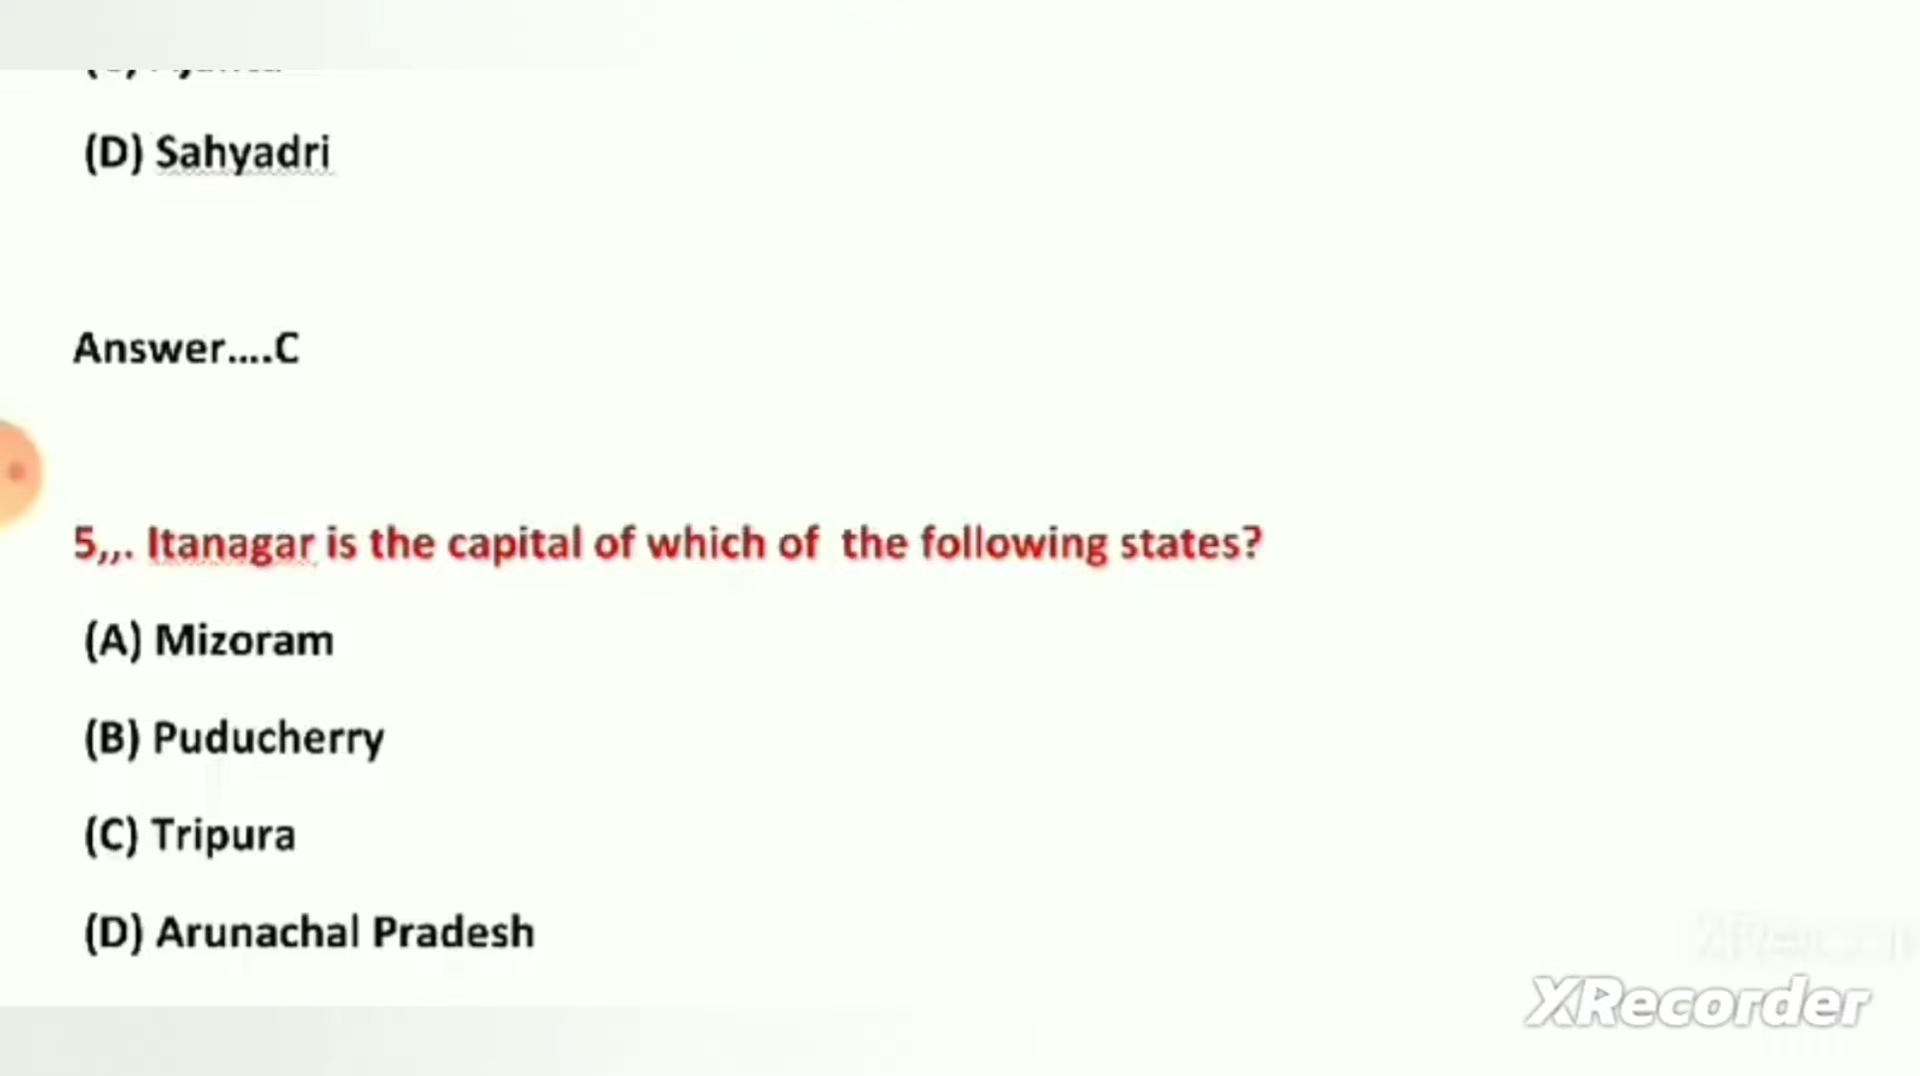 (D) Sahyadri
Answer....C
5,,. Itanagar is the capital of which of the following states?
(A) Mizoram
(B) Puducherry
(C) Tripura
(D) Arunachal Pradesh
XRecorder